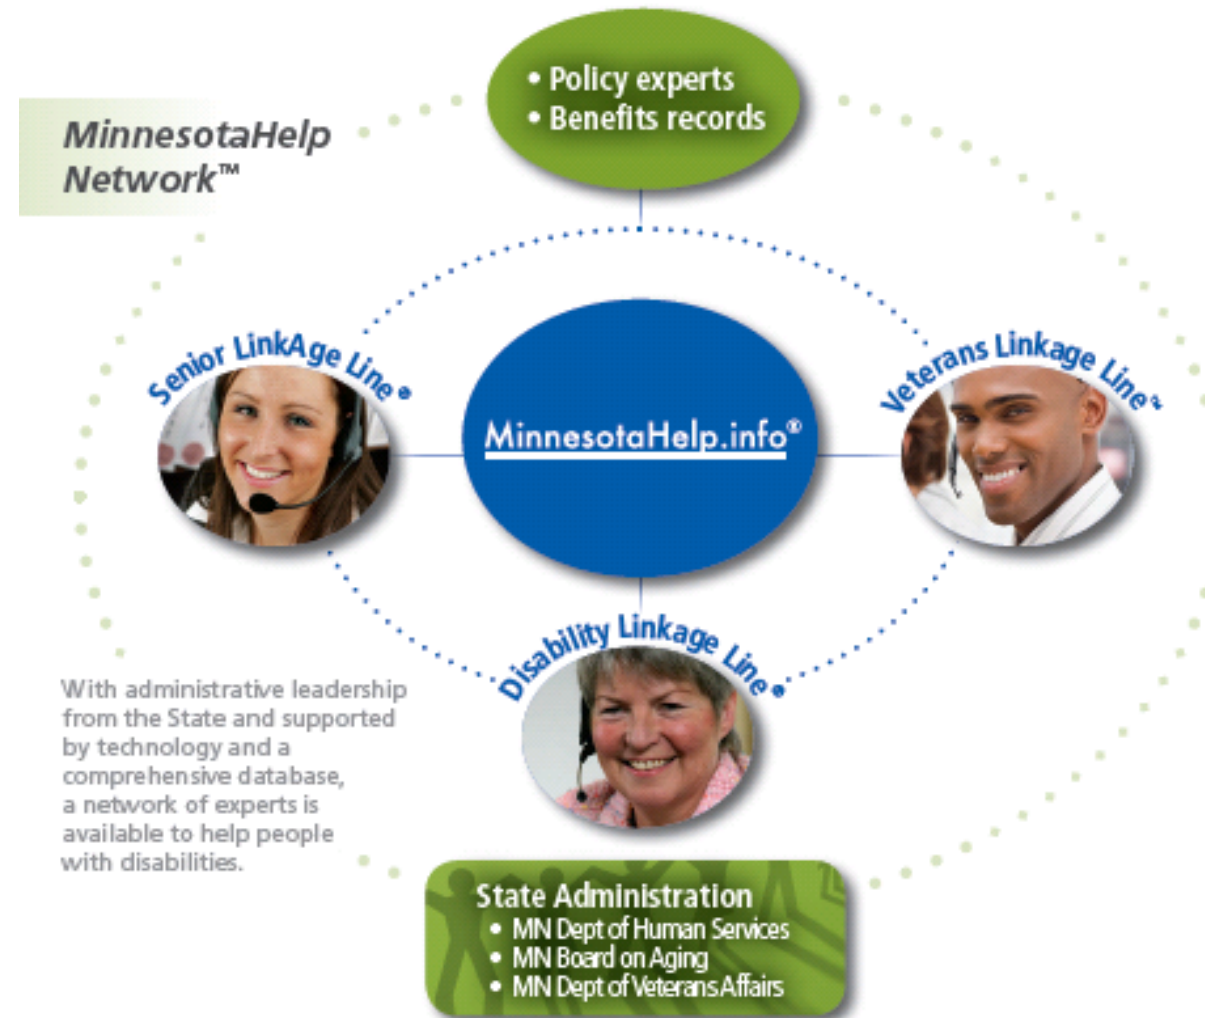 • Policy experts
• Benefits records
MinnesotaHelp
Network™
Senior LinkAge Line®
Veterans Linkage Line™
MinnesotaHelp.info®
Disability Linkage Line®
With administrative leadership
from the State and supported
by technology and a
comprehensive database,
a network of experts is
available to help people
with disabilities.
State Administration
• MN Dept of Human Services
• MN Board on Aging
• MN Dept of Veterans Affairs